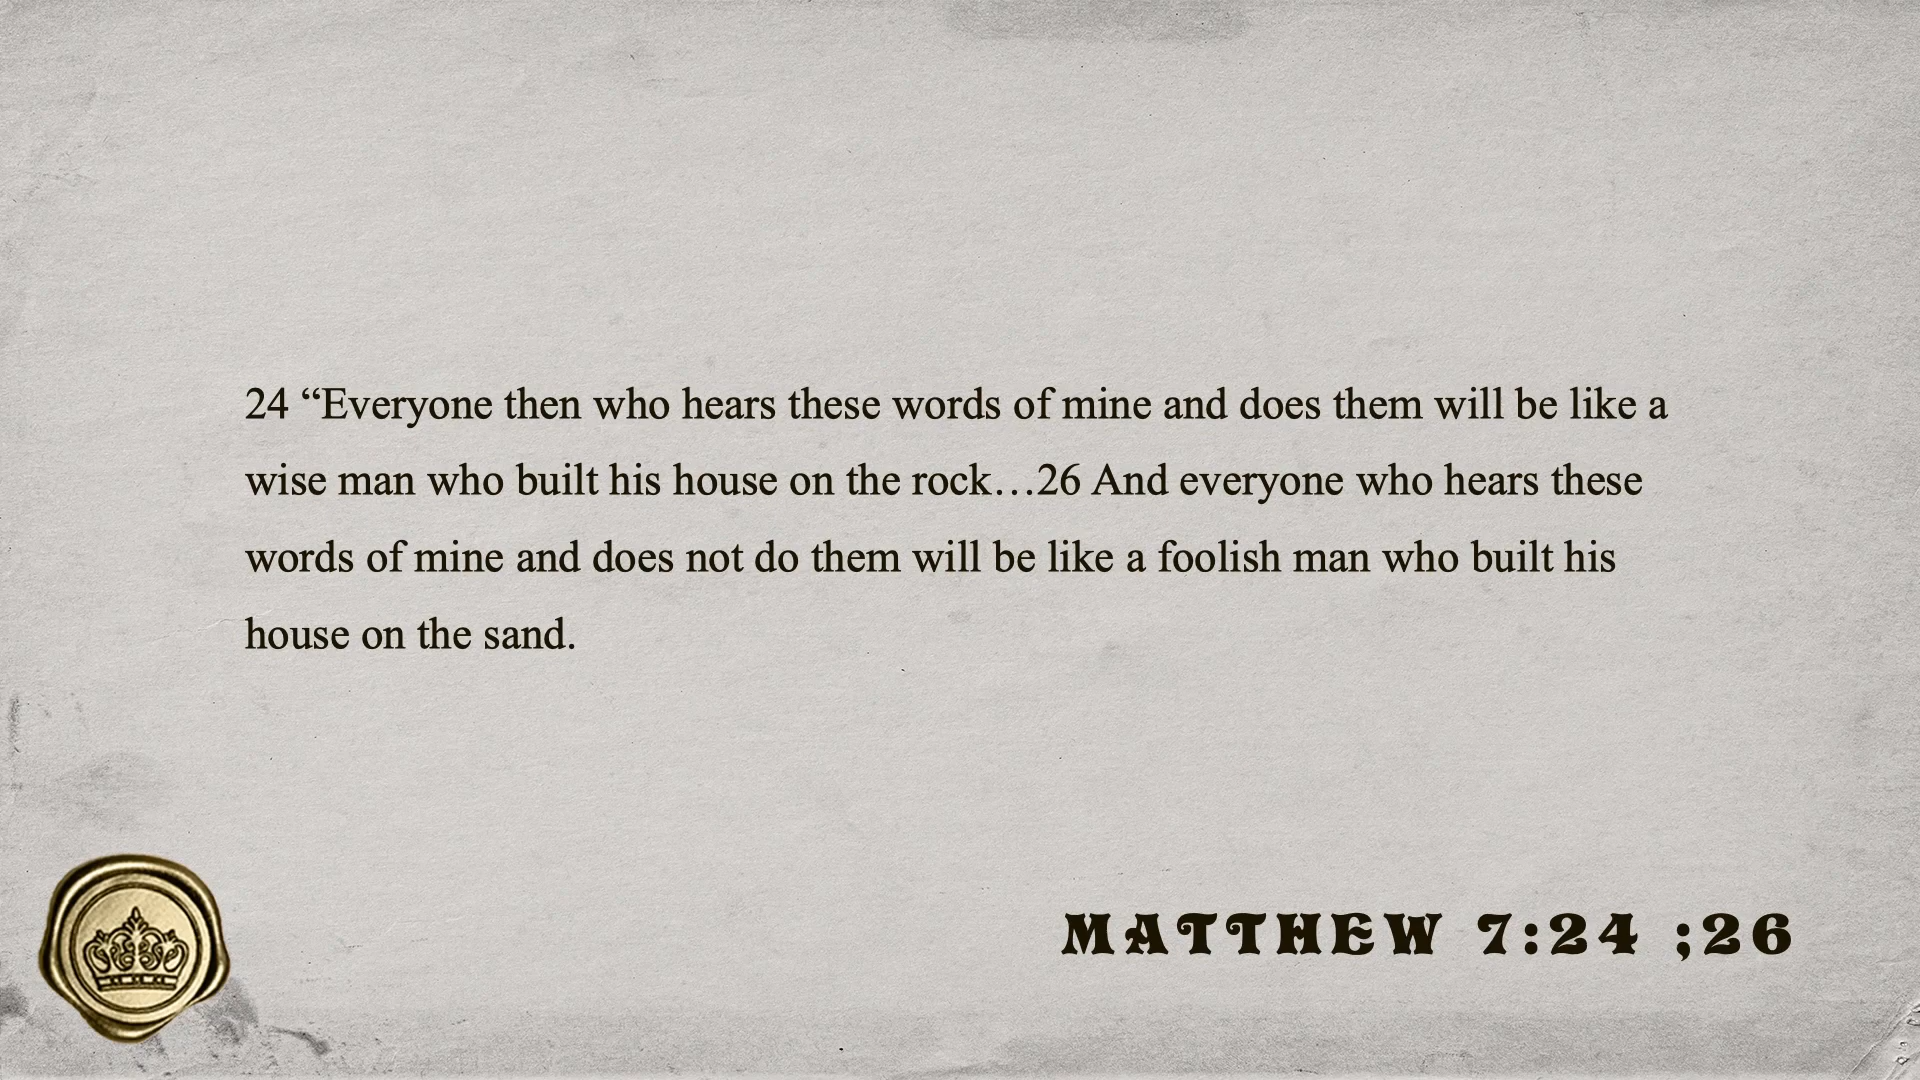 24 “Everyone then who hears these words of mine and does them will be like a
wise man who built his house on the rock…26 And everyone who hears these
words of mine and does not do them will be like a foolish man who built his
house on the sand.
MATTHEW 7:24 ;26